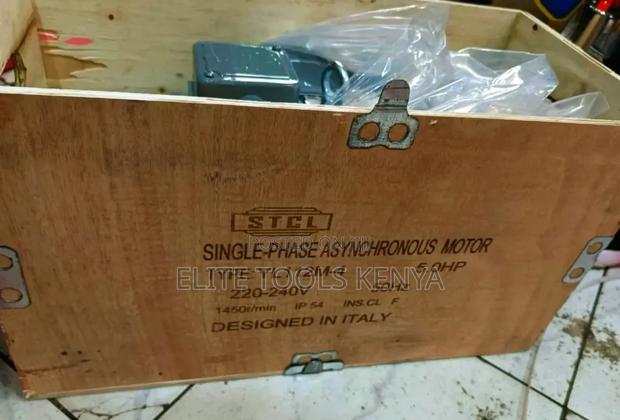 STCL
SINGLE-PHASE ASYNCHRONOUS MOTOR
5.0HP
ELITE TOOLS KENYA
220-240V 50Hz
1450r/min IP 54 INS.CL F
DESIGNED IN ITALY